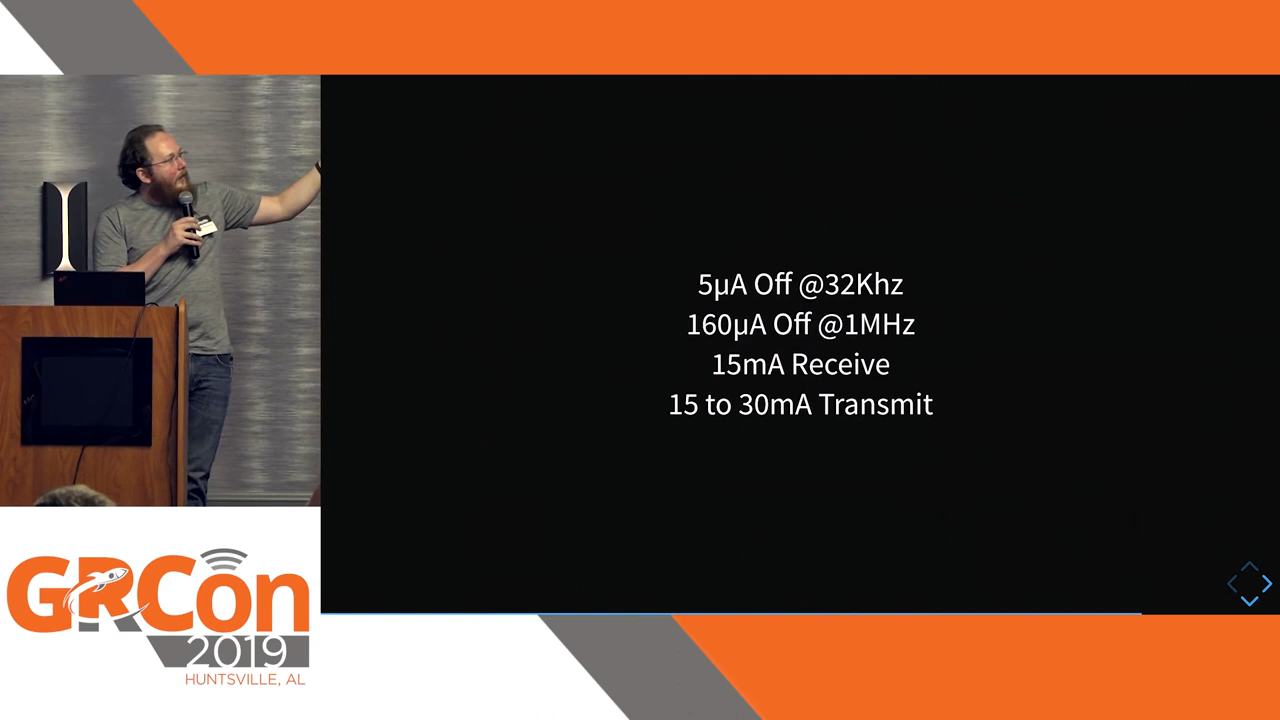 5µA Off @32Khz
160µA Off @1MHz
15mA Receive
15 to 30mA Transmit
GRCon
2019
HUNTSVILLE, AL